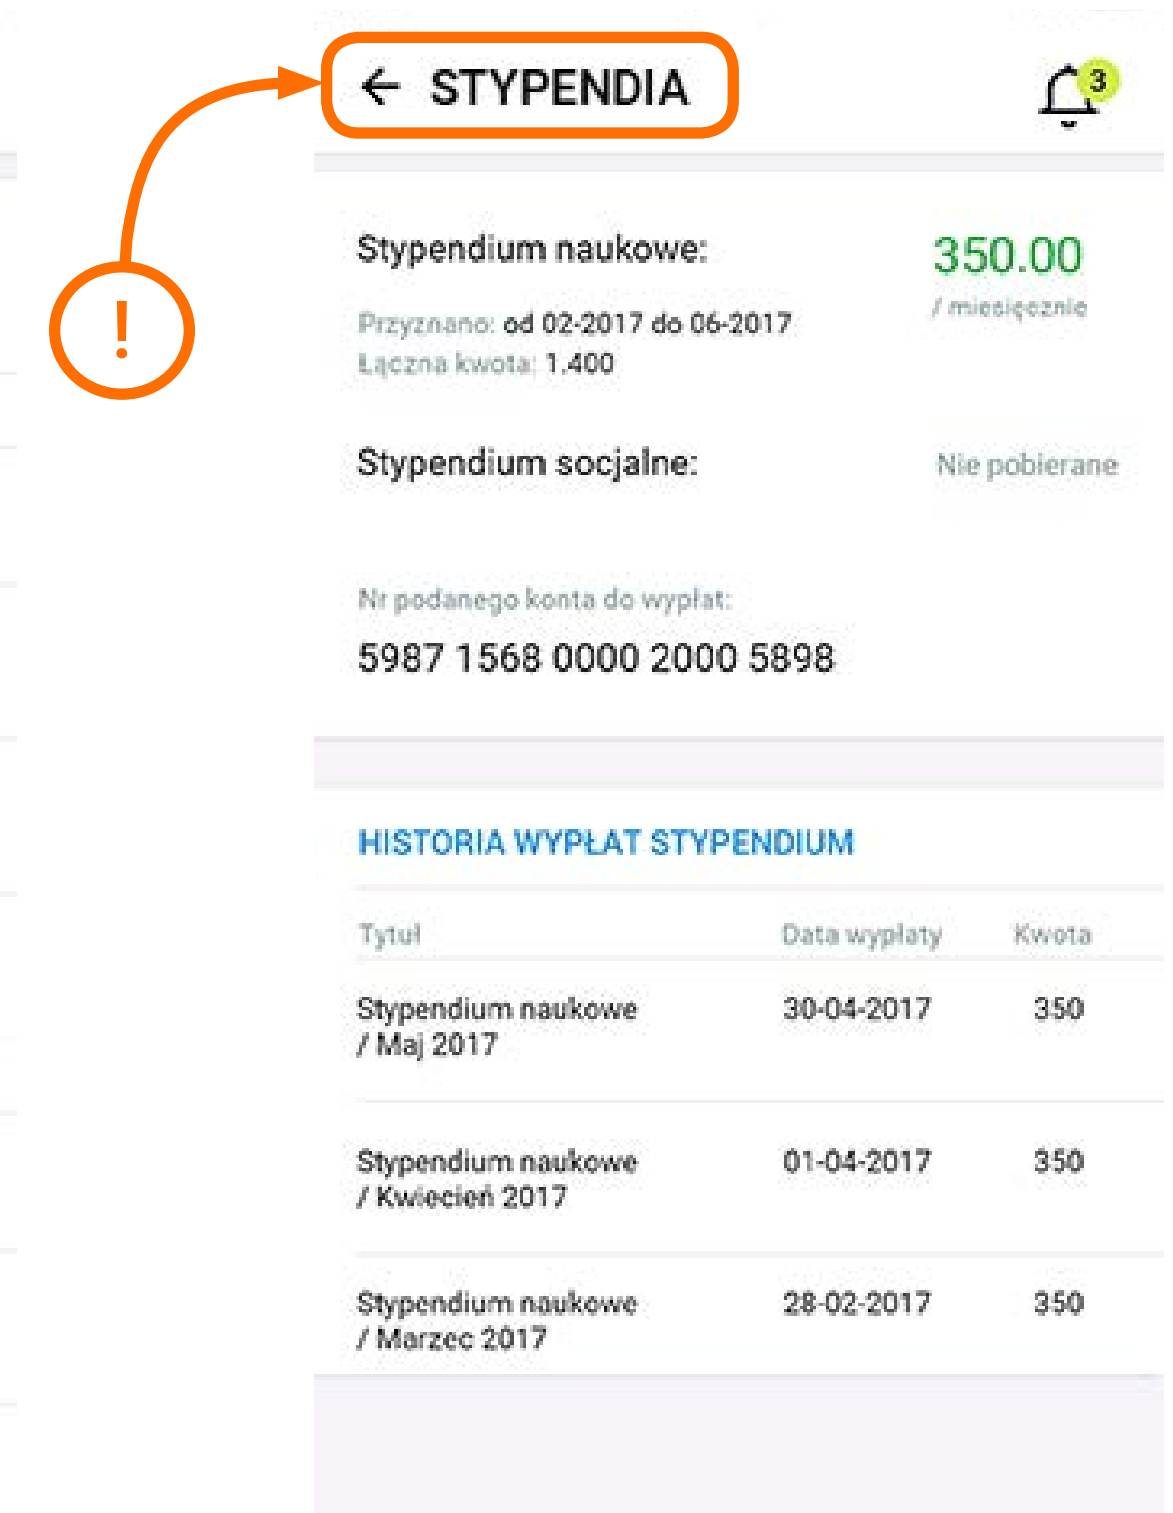 ← STYPENDIA
3
!
Stypendium naukowe:
350.00
/ miesięcznie
Przyznano: od 02-2017 do 06-2017
Łączna kwota: 1.400
Stypendium socjalne:
Nie pobierane
Nr podanego konta do wypłat:
5987 1568 0000 2000 5898
HISTORIA WYPŁAT STYPENDIUM
Tytuł Data wypłaty Kwota
Stypendium naukowe 30-04-2017 350
/ Maj 2017
Stypendium naukowe 01-04-2017 350
/ Kwiecień 2017
Stypendium naukowe 28-02-2017 350
/ Marzec 2017